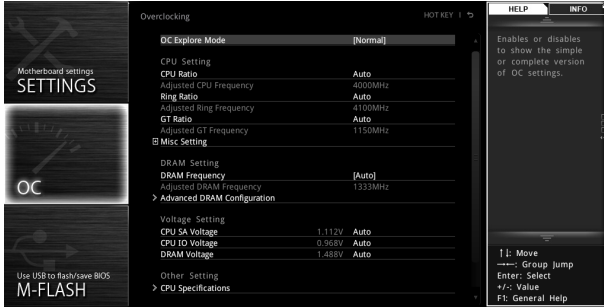 Motherboard settings
SETTINGS
OC
Use USB to flash/save BIOS
M-FLASH
Overclocking
HOT KEY |
OC Explore Mode [Normal]
CPU Setting
CPU Ratio Auto
Adjusted CPU Frequency 4000MHz
Ring Ratio Auto
Adjusted Ring Frequency 4100MHz
GT Ratio Auto
Adjusted GT Frequency 1150MHz
Misc Setting
DRAM Setting
DRAM Frequency [Auto]
Adjusted DRAM Frequency 1333MHz
> Advanced DRAM Configuration
Voltage Setting
CPU SA Voltage 1.112V Auto
CPU IO Voltage 0.968V Auto
DRAM Voltage 1.488V Auto
Other Setting
> CPU Specifications
HELP
INFO
Enables or disables
to show the simple
or complete version
of OC settings.
↑↓: Move
→←: Group Jump
Enter: Select
+/-: Value
F1: General Help